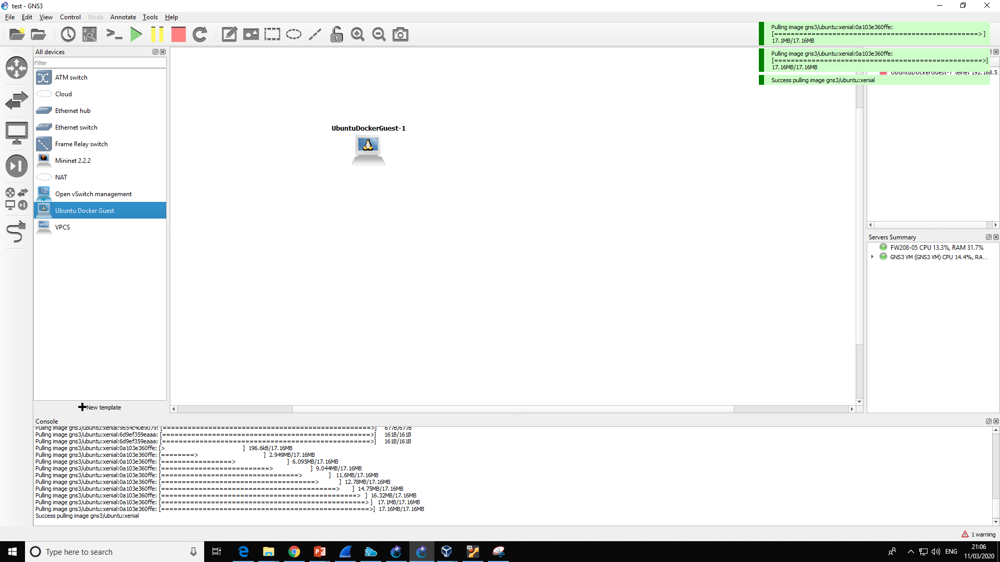 test - GNS3
File Edit View Control Node Annotate Tools Help
Pulling image gns3/ubuntu:xenial:0a103e360ffe:
[==================================================> ]
17.1MB/17.16MB
Pulling image gns3/ubuntu:xenial:0a103e360ffe:
[==================================================>]
17.16MB/17.16MB
Success pulling image gns3/ubuntu:xenial
UbuntuDockerGuest-1 telnet 192.168.5.
All devices
Filter
ATM switch
Cloud
Ethernet hub
Ethernet switch
Frame Relay switch
Mininet 2.2.2
NAT
Open vSwitch management
Ubuntu Docker Guest
VPCS
VPCS
New template
UbuntuDockerGuest-1
Servers Summary
FW208-05 CPU 13.3%, RAM 31.7%
GNS3 VM (GNS3 VM) CPU 14.4%, RA...
Console
Pulling image gns3/ubuntu:xenial:9654c40e9079: [==================================================>] 677B/677B
Pulling image gns3/ubuntu:xenial:6d9ef359eaaa: [==================================================>] 161B/161B
Pulling image gns3/ubuntu:xenial:6d9ef359eaaa: [==================================================>] 161B/161B
Pulling image gns3/ubuntu:xenial:0a103e360ffe: [> ] 196.6kB/17.16MB
Pulling image gns3/ubuntu:xenial:0a103e360ffe: [========> ] 2.949MB/17.16MB
Pulling image gns3/ubuntu:xenial:0a103e360ffe: [=================> ] 6.095MB/17.16MB
Pulling image gns3/ubuntu:xenial:0a103e360ffe: [==========================> ] 9.044MB/17.16MB
Pulling image gns3/ubuntu:xenial:0a103e360ffe: [=================================> ] 11.6MB/17.16MB
Pulling image gns3/ubuntu:xenial:0a103e360ffe: [=====================================> ] 12.78MB/17.16MB
Pulling image gns3/ubuntu:xenial:0a103e360ffe: [==========================================> ] 14.75MB/17.16MB
Pulling image gns3/ubuntu:xenial:0a103e360ffe: [===============================================> ] 16.32MB/17.16MB
Pulling image gns3/ubuntu:xenial:0a103e360ffe: [=================================================> ] 17.1MB/17.16MB
Pulling image gns3/ubuntu:xenial:0a103e360ffe: [==================================================>] 17.16MB/17.16MB
Success pulling image gns3/ubuntu:xenial
1 warning
Type here to search
ENG
21:06
11/03/2020